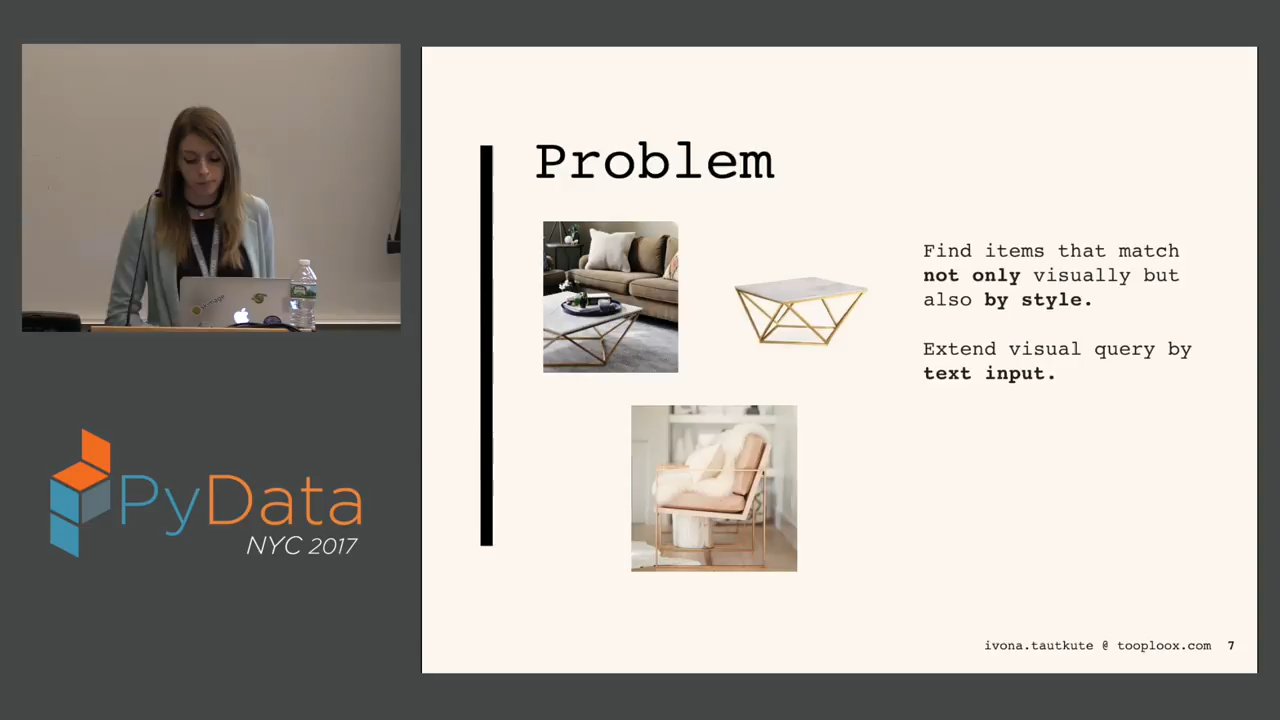 Problem
Find items that match
not only visually but
also by style.
Extend visual query by
text input.
PyData
NYC 2017
ivona.tautkute @ tooploox.com 7